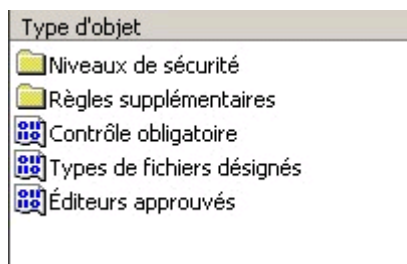 Type d'objet
Niveaux de sécurité
Règles supplémentaires
Contrôle obligatoire
Types de fichiers désignés
Éditeurs approuvés